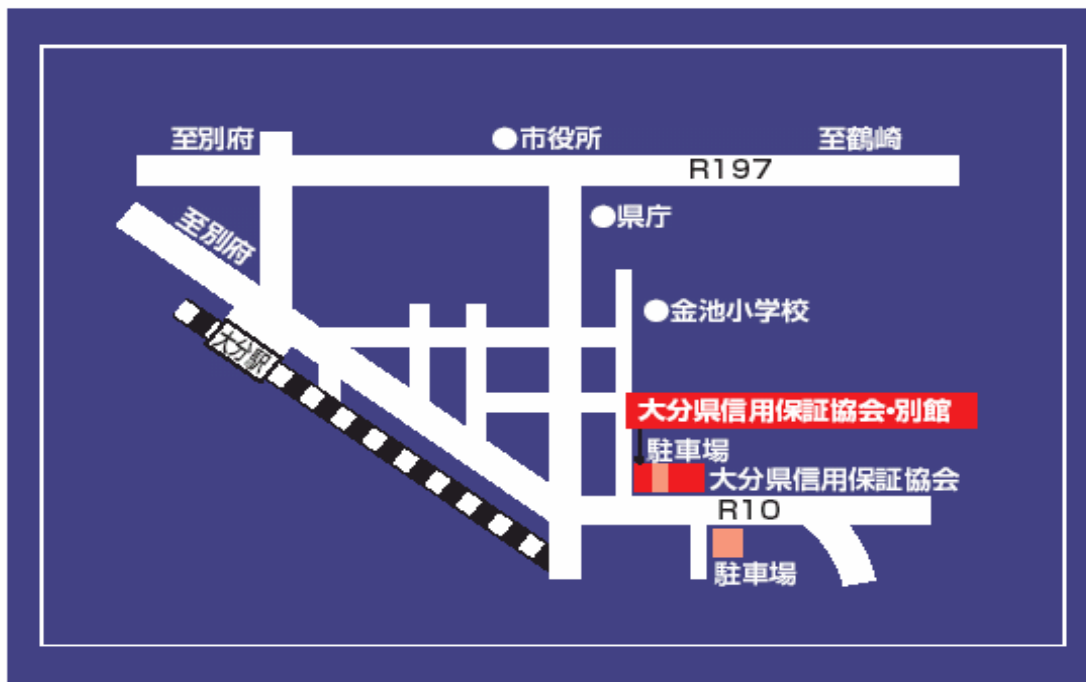 至別府
●市役所
至鶴崎
R197
至別府
●県庁
●金池小学校
大分駅
大分県信用保証協会・別館
駐車場
大分県信用保証協会
R10
駐車場